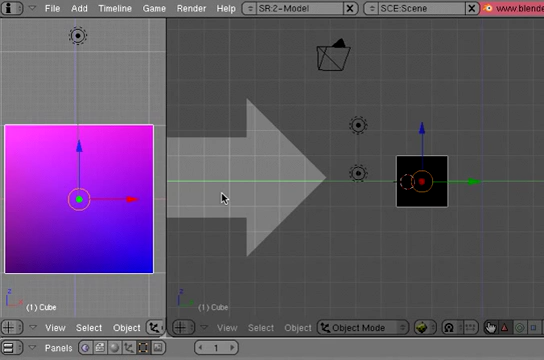 File Add Timeline Game Render Help SR:2-Model SCE:Scene www.blende
z
(1) Cube
z
(1) Cube
View Select Object View Select Object Object Mode
Panels 1